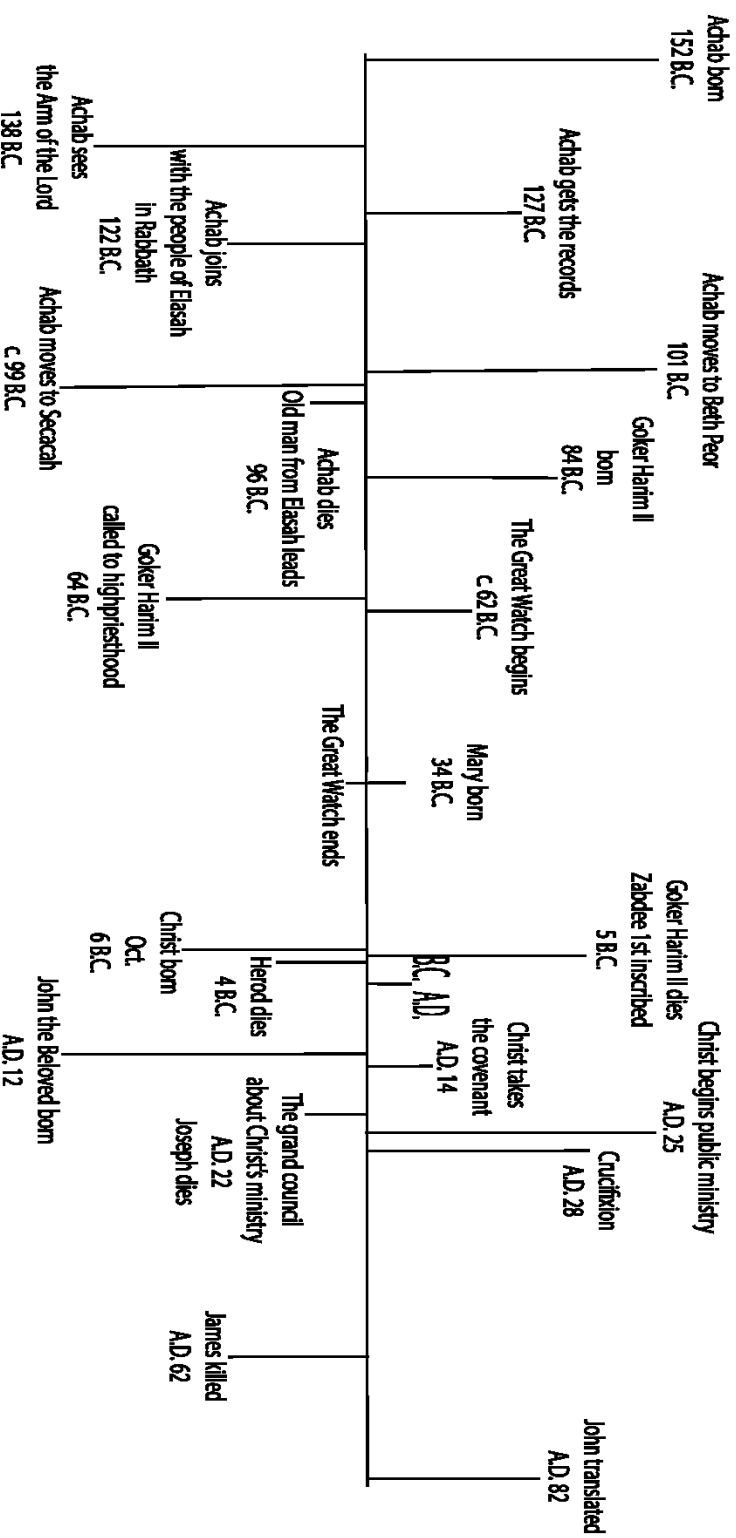 Achab born
152 B.C.
Achab sees
the Arm of the Lord
138 B.C.
Achab gets the records
127 B.C.
Achab joins
with the people of Elasah
in Rabbath
122 B.C.
Achab moves to Beth Peor
101 B.C.
Achab moves to Secacah
c. 99 B.C.
Achab dies
Old man from Elasah leads
96 B.C.
Goker Harim II
born
84 B.C.
Goker Harim II
called to highpriesthood
64 B.C.
The Great Watch begins
c. 62 B.C.
Mary born
34 B.C.
The Great Watch ends
Christ born
Oct.
6 B.C.
Goker Harim II dies
Zabdee 1st inscribed
5 B.C.
Herod dies
4 B.C.
B.C. A.D.
John the Beloved born
A.D. 12
Christ takes
the covenant
A.D. 14
The grand council
about Christ's ministry
A.D. 22
Joseph dies
Christ begins public ministry
A.D. 25
Crucifixion
A.D. 28
James killed
A.D. 62
John translated
A.D. 82